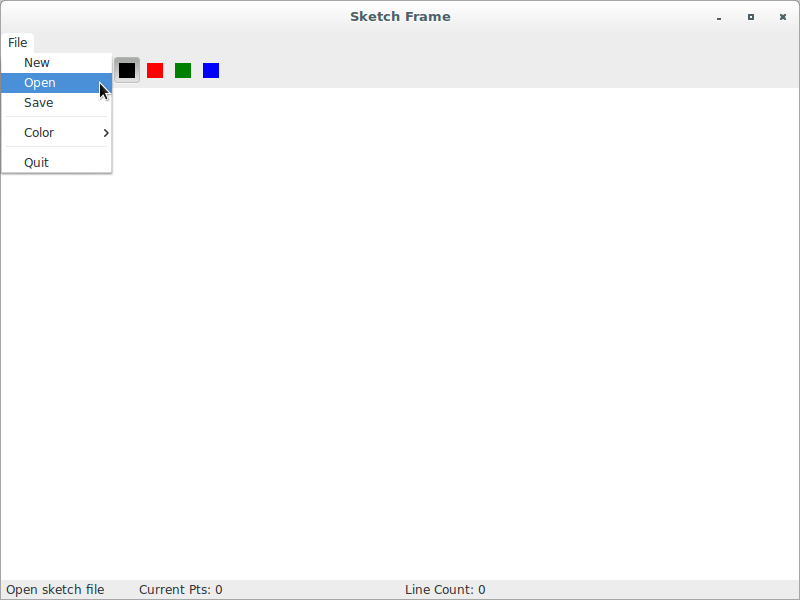 Sketch Frame
File
New
Open
Save
Color
Quit
Open sketch file Current Pts: 0 Line Count: 0